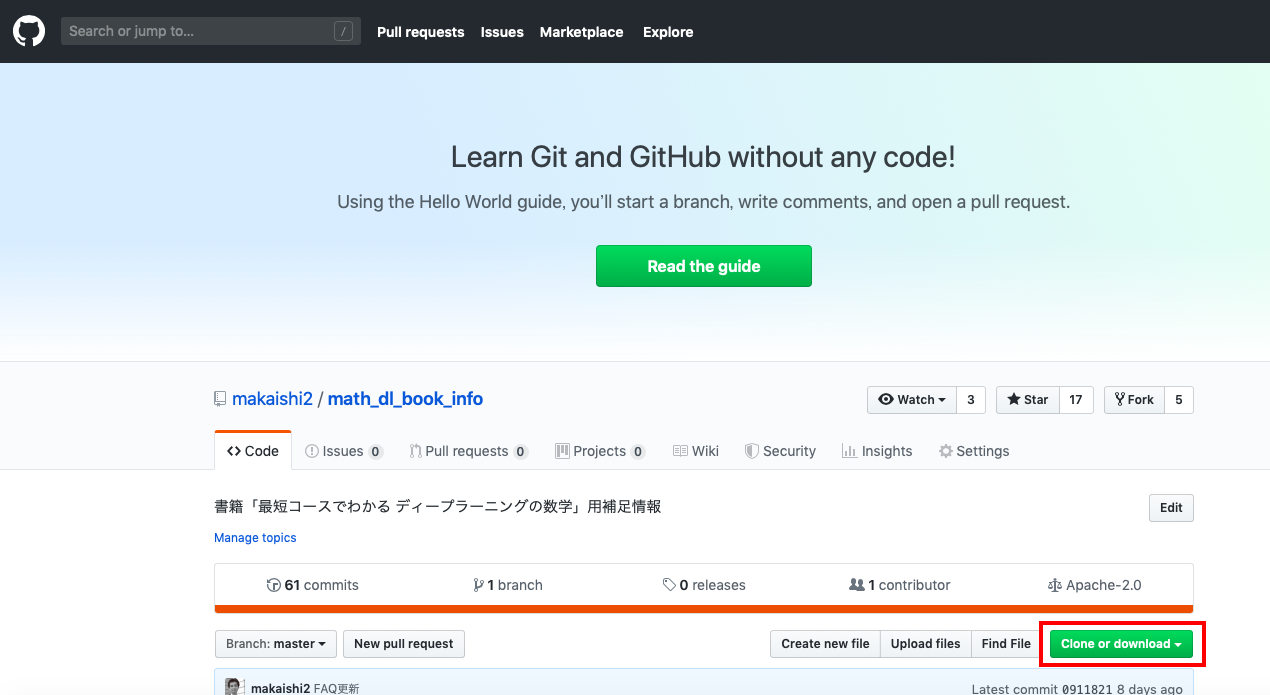 Search or jump to... / Pull requests Issues Marketplace Explore
Learn Git and GitHub without any code!
Using the Hello World guide, you'll start a branch, write comments, and open a pull request.
Read the guide
makaishi2 / math_dl_book_info Watch 3 Star 17 Fork 5
Code Issues 0 Pull requests 0 Projects 0 Wiki Security Insights Settings
書籍「最短コースでわかる ディープラーニングの数学」用補足情報 Edit
Manage topics
61 commits 1 branch 0 releases 1 contributor Apache-2.0
Branch: master New pull request Create new file Upload files Find File Clone or download
makaishi2 FAQ更新 Latest commit 0911821 8 days ago